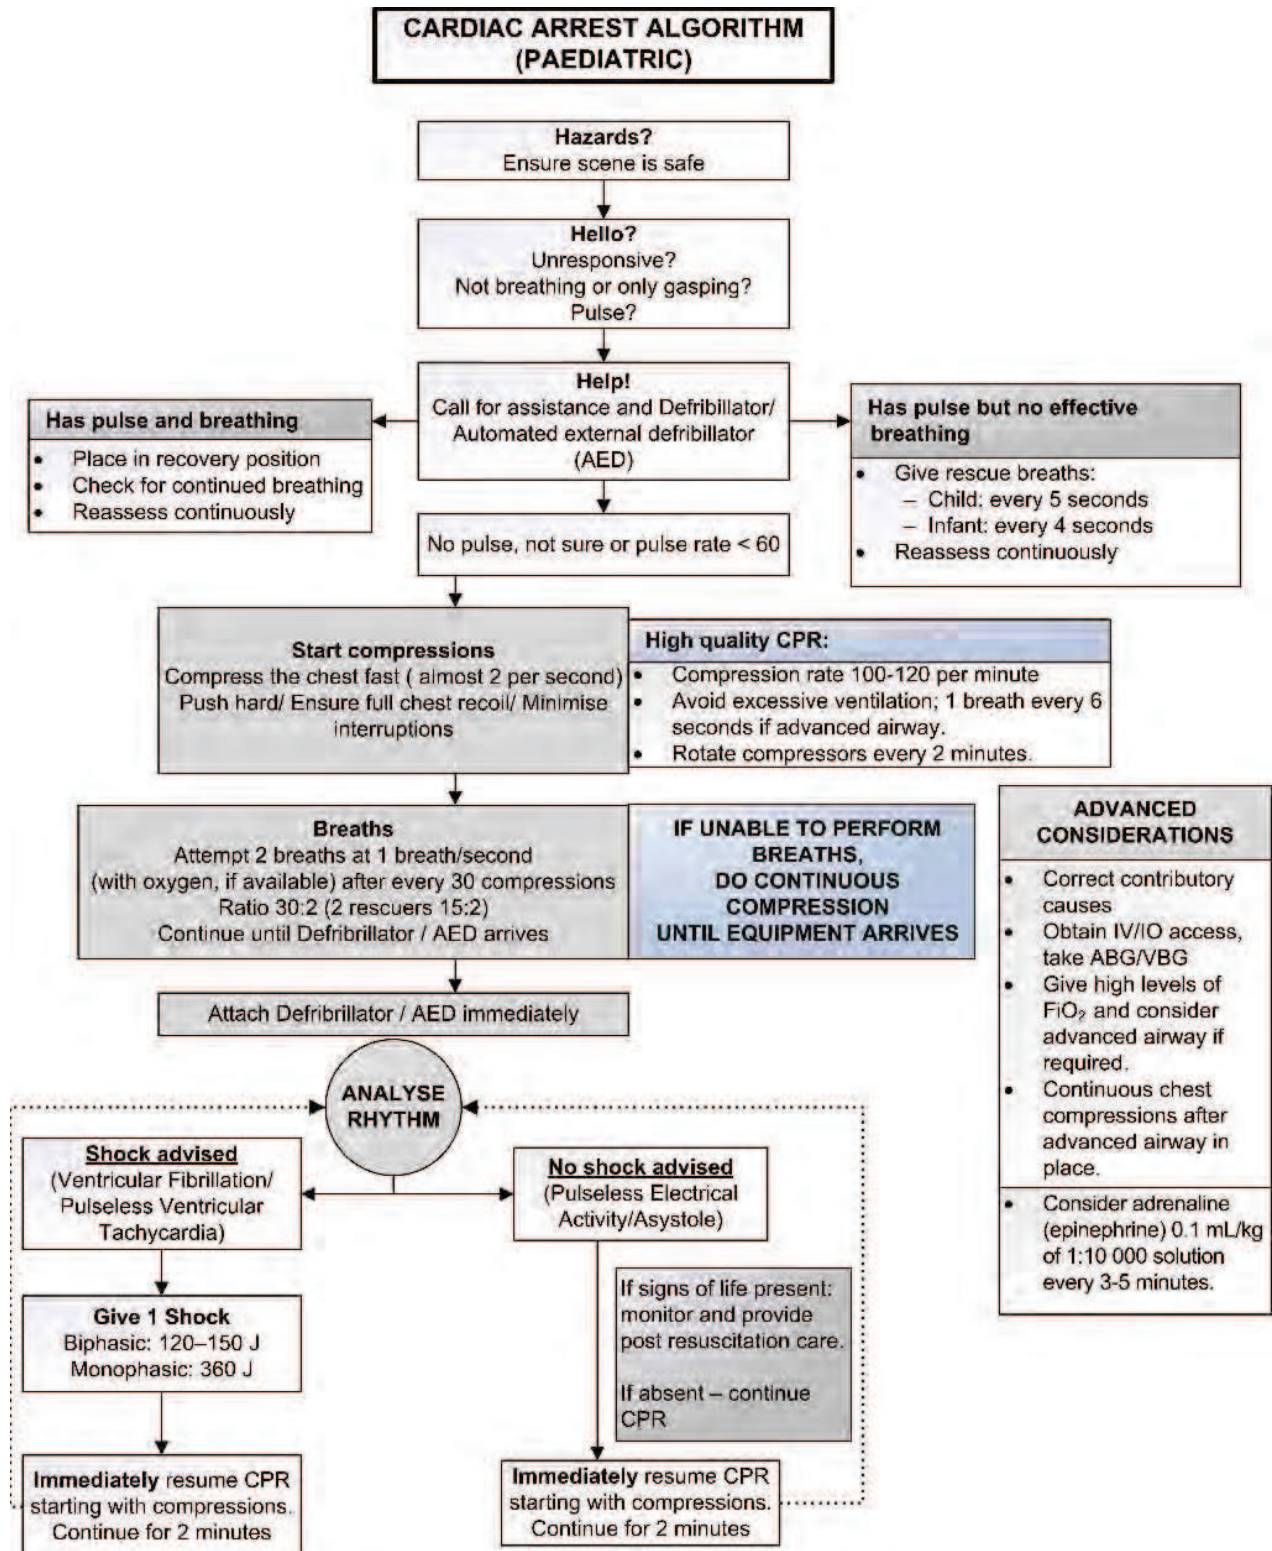 CARDIAC ARREST ALGORITHM
(PAEDIATRIC)
Hazards?
Ensure scene is safe
Hello?
Unresponsive?
Not breathing or only gasping?
Pulse?
Help!
Call for assistance and Defribillator/
Automated external defribillator
(AED)
Has pulse and breathing
• Place in recovery position
• Check for continued breathing
• Reassess continuously
Has pulse but no effective
breathing
• Give rescue breaths:
– Child: every 5 seconds
– Infant: every 4 seconds
• Reassess continuously
No pulse, not sure or pulse rate < 60
Start compressions
Compress the chest fast ( almost 2 per second)
Push hard/ Ensure full chest recoil/ Minimise
interruptions
High quality CPR:
• Compression rate 100-120 per minute
• Avoid excessive ventilation; 1 breath every 6
seconds if advanced airway.
• Rotate compressors every 2 minutes.
Breaths
Attempt 2 breaths at 1 breath/second
(with oxygen, if available) after every 30 compressions
Ratio 30:2 (2 rescuers 15:2)
Continue until Defribrillator / AED arrives
IF UNABLE TO PERFORM
BREATHS,
DO CONTINUOUS
COMPRESSION
UNTIL EQUIPMENT ARRIVES
Attach Defribrillator / AED immediately
ANALYSE
RHYTHM
Shock advised
(Ventricular Fibrillation/
Pulseless Ventricular
Tachycardia)
Give 1 Shock
Biphasic: 120–150 J
Monophasic: 360 J
Immediately resume CPR
starting with compressions.
Continue for 2 minutes
No shock advised
(Pulseless Electrical
Activity/Asystole)
If signs of life present:
monitor and provide
post resuscitation care.
If absent – continue
CPR
Immediately resume CPR
starting with compressions.
Continue for 2 minutes
ADVANCED
CONSIDERATIONS
• Correct contributory
causes
• Obtain IV/IO access,
take ABG/VBG
• Give high levels of
FiO₂ and consider
advanced airway if
required.
• Continuous chest
compressions after
advanced airway in
place.
• Consider adrenaline
(epinephrine) 0.1 mL/kg
of 1:10 000 solution
every 3-5 minutes.